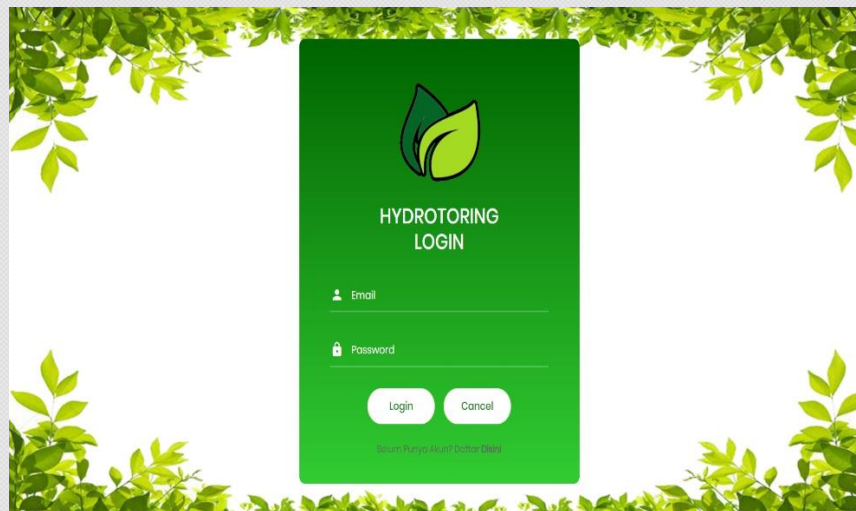 HYDROTORING
LOGIN
Email
Password
Login Cancel
Belum Punya Akun? Daftar Disini